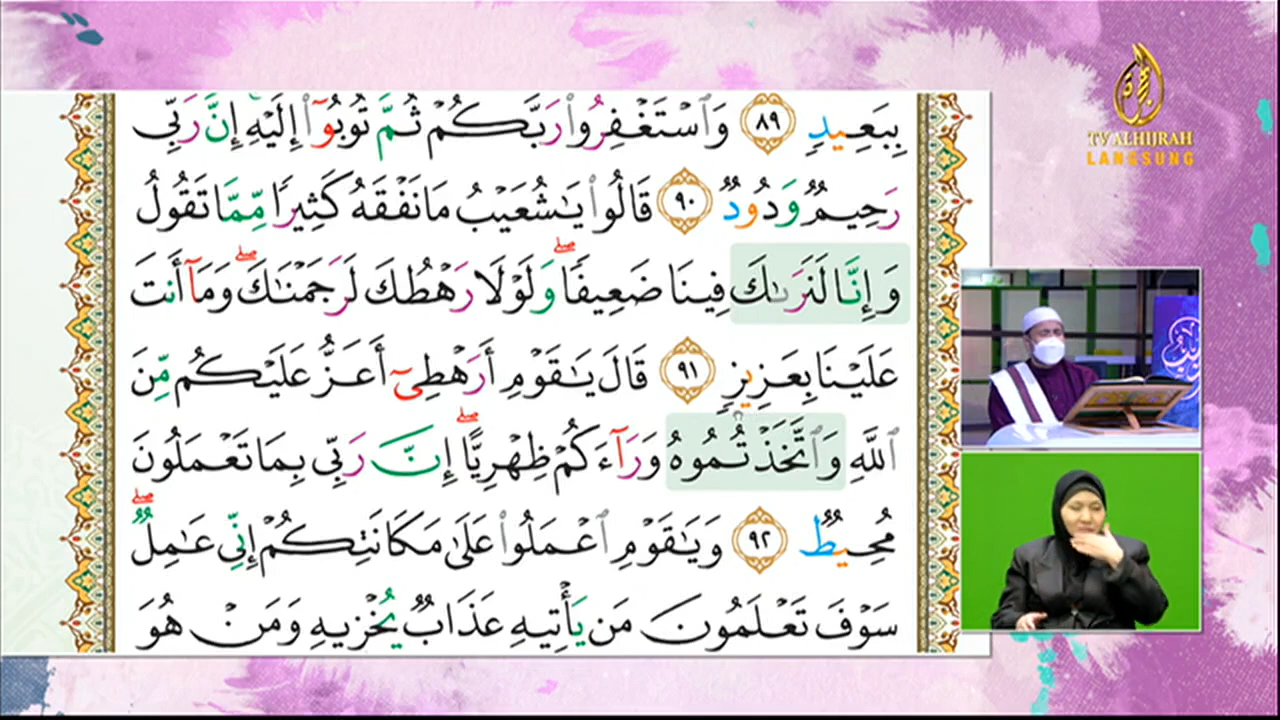 بِبَعِيدٍ ٨٩ وَٱسۡتَغۡفِرُواْ رَبَّكُمۡ ثُمَّ تُوبُوٓاْ إِلَيۡهِۚ إِنَّ رَبِّي
رَحِيمٞ وَدُودٞ ٩٠ قَالُواْ يَٰشُعَيۡبُ مَا نَفۡقَهُ كَثِيرٗا مِّمَّا تَقُولُ
وَإِنَّا لَنَرَىٰكَ فِينَا ضَعِيفٗاۖ وَلَوۡلَا رَهۡطُكَ لَرَجَمۡنَٰكَۖ وَمَآ أَنتَ
عَلَيۡنَا بِعَزِيزٖ ٩١ قَالَ يَٰقَوۡمِ أَرَهۡطِيٓ أَعَزُّ عَلَيۡكُم مِّنَ
ٱللَّهِ وَٱتَّخَذۡتُمُوهُ وَرَآءَكُمۡ ظِهۡرِيًّاۖ إِنَّ رَبِّي بِمَا تَعۡمَلُونَ
مُحِيطٞ ٩٢ وَيَٰقَوۡمِ ٱعۡمَلُواْ عَلَىٰ مَكَانَتِكُمۡ إِنِّي عَٰمِلٞۖ
سَوۡفَ تَعۡلَمُونَ مَن يَأۡتِيهِ عَذَابٞ يُخۡزِيهِ وَمَنۡ هُوَ
TV ALHIJRAH
LANGSUNG